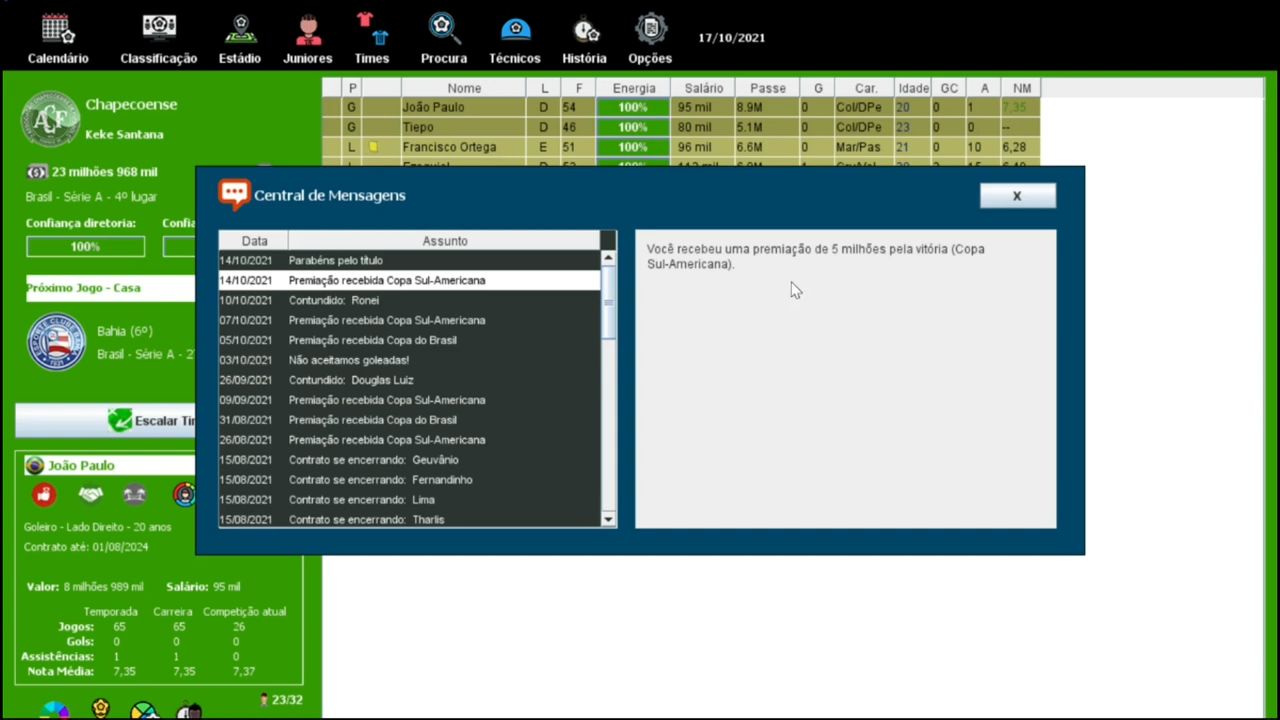 Calendário Classificação Estádio Juniores Times Procura Técnicos História Opções 17/10/2021
Chapecoense
Keke Santana
23 milhões 968 mil
Brasil - Série A - 4º lugar
Confiança diretoria: Confia
100%
Próximo Jogo - Casa
Bahia (6º)
Brasil - Série A - 2
Escalar Tir
João Paulo
Goleiro - Lado Direito - 20 anos
Contrato até: 01/08/2024
Valor: 8 milhões 989 mil Salário: 95 mil
Temporada Carreira Competição atual
Jogos: 65 65 26
Gols: 0 0 0
Assistências: 1 1 0
Nota Média: 7,35 7,35 7,37
23/32
P Nome L F Energia Salário Passe G Car. Idade GC A NM
G João Paulo D 54 100% 95 mil 8.9M 0 Col/DPe 20 0 1 7,35
G Tiepo D 46 100% 80 mil 5.1M 0 Col/DPe 23 0 0 --
L Francisco Ortega E 51 100% 96 mil 6.6M 0 Mar/Pas 21 0 10 6,28
Central de Mensagens
X
Data Assunto
14/10/2021 Parabéns pelo título
14/10/2021 Premiação recebida Copa Sul-Americana
10/10/2021 Contundido: Ronei
07/10/2021 Premiação recebida Copa Sul-Americana
05/10/2021 Premiação recebida Copa do Brasil
03/10/2021 Não aceitamos goleadas!
26/09/2021 Contundido: Douglas Luiz
09/09/2021 Premiação recebida Copa Sul-Americana
31/08/2021 Premiação recebida Copa do Brasil
26/08/2021 Premiação recebida Copa Sul-Americana
15/08/2021 Contrato se encerrando: Geuvânio
15/08/2021 Contrato se encerrando: Fernandinho
15/08/2021 Contrato se encerrando: Lima
15/08/2021 Contrato se encerrando: Tharlis
Você recebeu uma premiação de 5 milhões pela vitória (Copa
Sul-Americana).